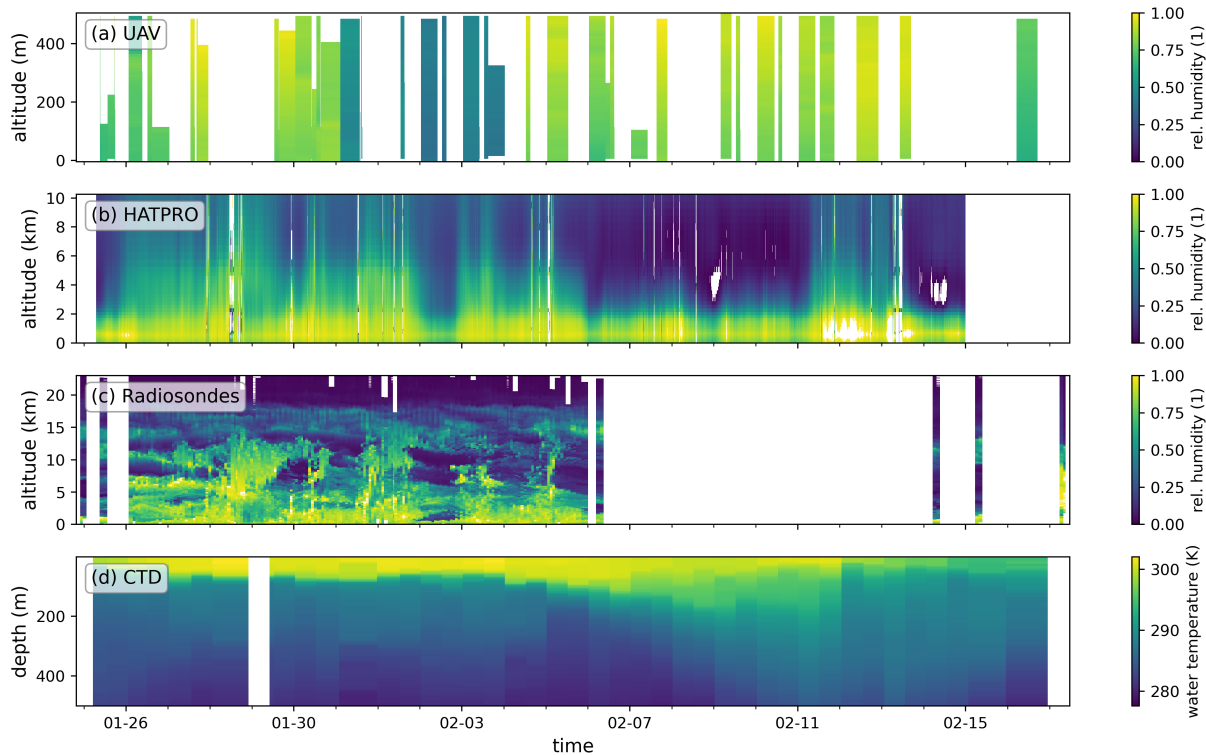 (a) UAV
altitude (m)
400
200
0
1.00
0.75
0.50
0.25
0.00
rel. humidity (1)
(b) HATPRO
altitude (km)
10
8
6
4
2
0
1.00
0.75
0.50
0.25
0.00
rel. humidity (1)
(c) Radiosondes
altitude (km)
20
15
10
5
0
1.00
0.75
0.50
0.25
0.00
rel. humidity (1)
(d) CTD
depth (m)
200
400
300
290
280
water temperature (K)
01-26 01-30 02-03 02-07 02-11 02-15
time